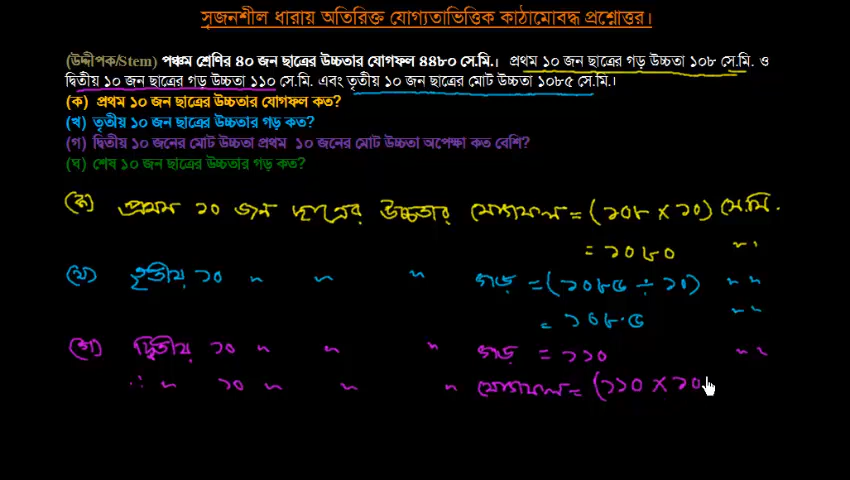 সৃজনশীল ধারায় অতিরিক্ত যোগ্যতাভিত্তিক কাঠামোবদ্ধ প্রশ্নোত্তর।
(উদ্দীপক/Stem) পঞ্চম শ্রেণির ৪০ জন ছাত্রের উচ্চতার যোগফল ৪৪৮০ সে.মি.। প্রথম ১০ জন ছাত্রের গড় উচ্চতা ১০৮ সে.মি. ও
দ্বিতীয় ১০ জন ছাত্রের গড় উচ্চতা ১১০ সে.মি. এবং তৃতীয় ১০ জন ছাত্রের মোট উচ্চতা ১০৮৫ সে.মি.।
(ক) প্রথম ১০ জন ছাত্রের উচ্চতার যোগফল কত?
(খ) তৃতীয় ১০ জন ছাত্রের উচ্চতার গড় কত?
(গ) দ্বিতীয় ১০ জনের মোট উচ্চতা প্রথম ১০ জনের মোট উচ্চতা অপেক্ষা কত বেশি?
(ঘ) শেষ ১০ জন ছাত্রের উচ্চতার গড় কত?
(ক) প্রথম ১০ জন ছাত্রের উচ্চতার যোগফল = (১০৮ × ১০) সে.মি.
= ১০৮০ " "
(খ) তৃতীয় ১০ " " " গড় = (১০৮৫ ÷ ১০) " "
= ১০৮.৫ " "
(গ) দ্বিতীয় ১০ " " " গড় = ১১০ " "
∴ " ১০ " " " যোগফল = (১১০ × ১০